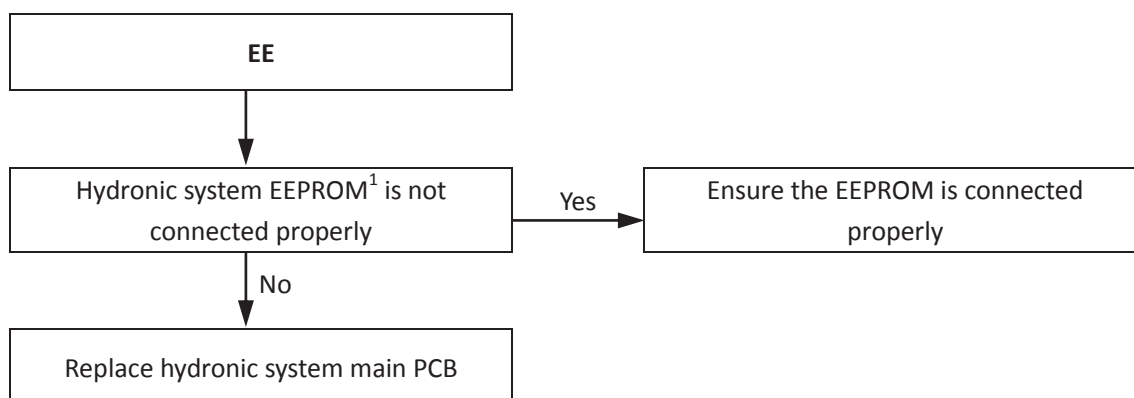 EE
Hydronic system EEPROM¹ is not
connected properly
Yes
Ensure the EEPROM is connected
properly
No
Replace hydronic system main PCB